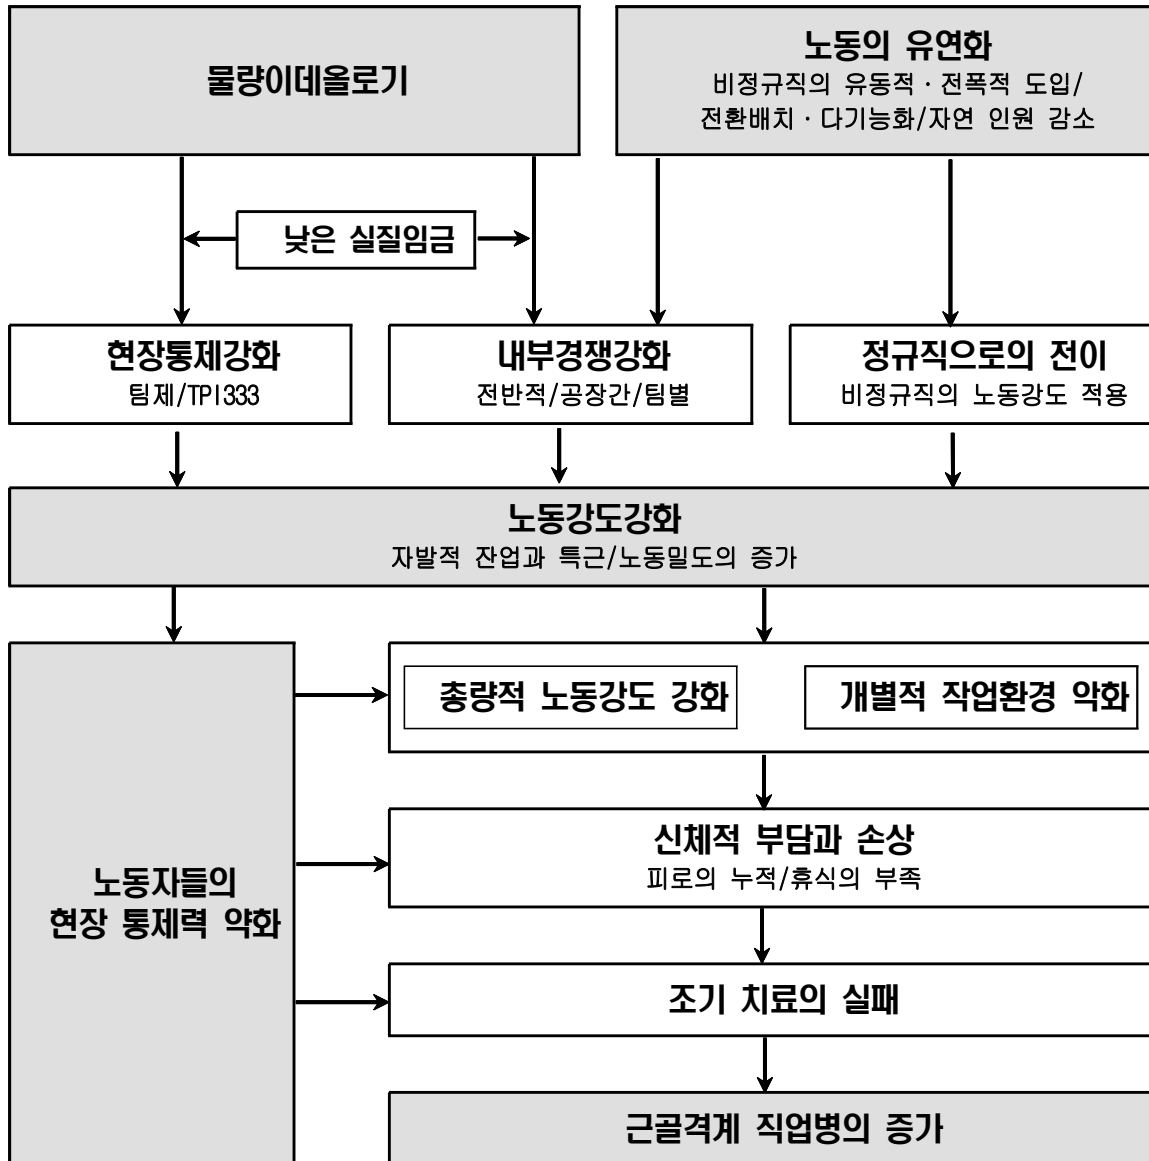 물량이데올로기
노동의 유연화
비정규직의 유동적·전폭적 도입/
전환배치·다기능화/자연 인원 감소
낮은 실질임금
현장통제강화
팀제/TPI333
내부경쟁강화
전반적/공장간/팀별
정규직으로의 전이
비정규직의 노동강도 적용
노동강도강화
자발적 잔업과 특근/노동밀도의 증가
총량적 노동강도 강화
개별적 작업환경 악화
신체적 부담과 손상
피로의 누적/휴식의 부족
노동자들의
현장 통제력 약화
조기 치료의 실패
근골격계 직업병의 증가